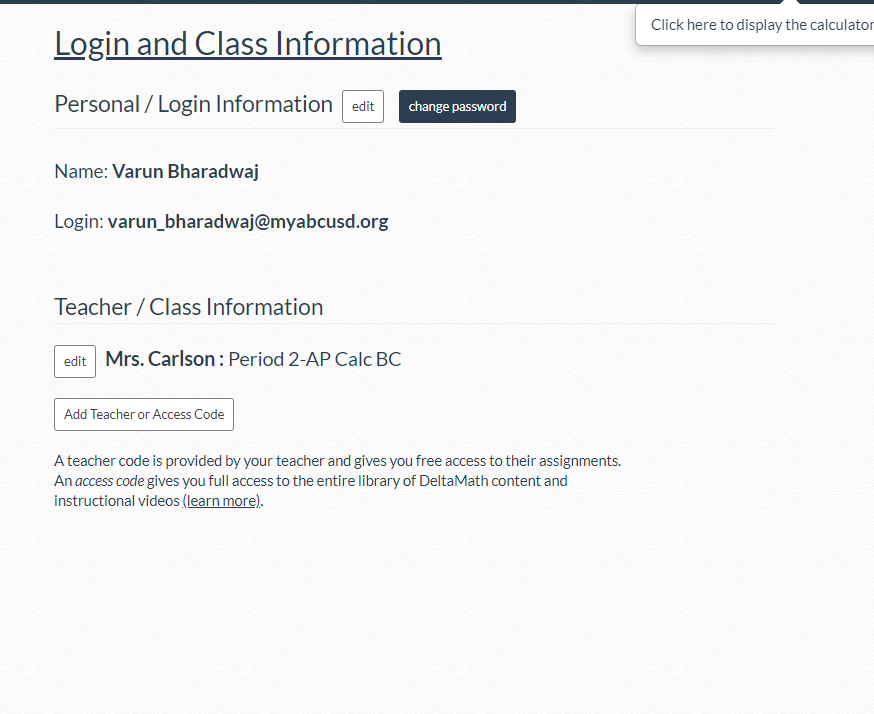 Click here to display the calculator
Login and Class Information
Personal / Login Information edit change password
Name: Varun Bharadwaj
Login: varun_bharadwaj@myabcusd.org
Teacher / Class Information
edit Mrs. Carlson : Period 2-AP Calc BC
Add Teacher or Access Code
A teacher code is provided by your teacher and gives you free access to their assignments.
An access code gives you full access to the entire library of DeltaMath content and
instructional videos (learn more).